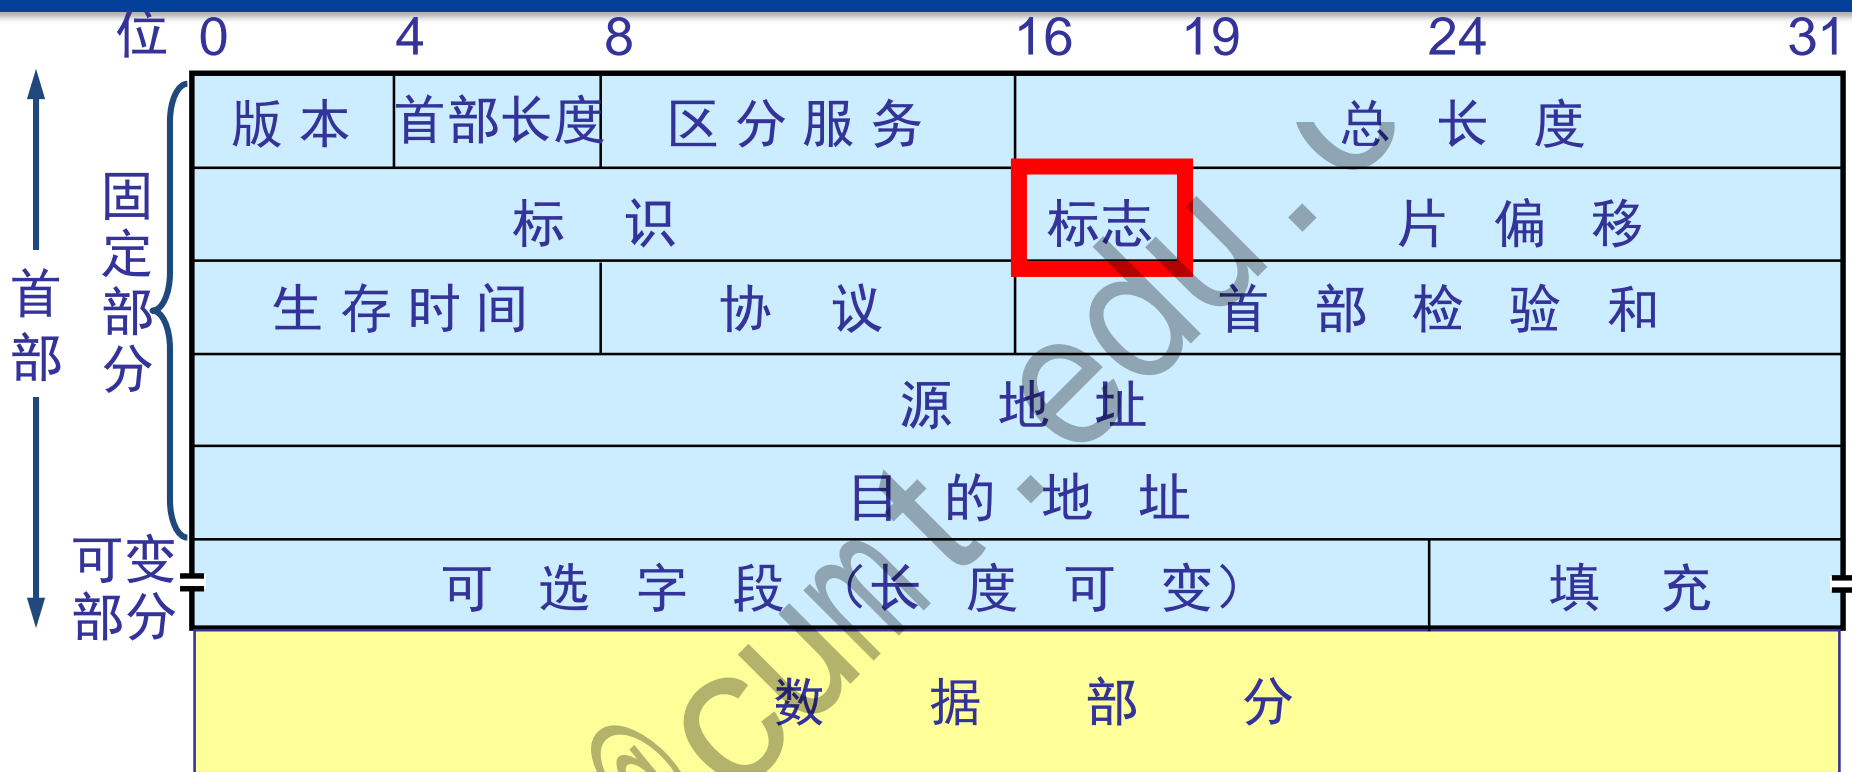 位 0 4 8 16 19 24 31
版本 首部长度 区分服务 总长度
标识 标志 片偏移
生存时间 协议 首部检验和
源地址
目的地址
可选字段（长度可变） 填充
数据部分
首部
固定部分
可变
部分
@cumt.edu.c